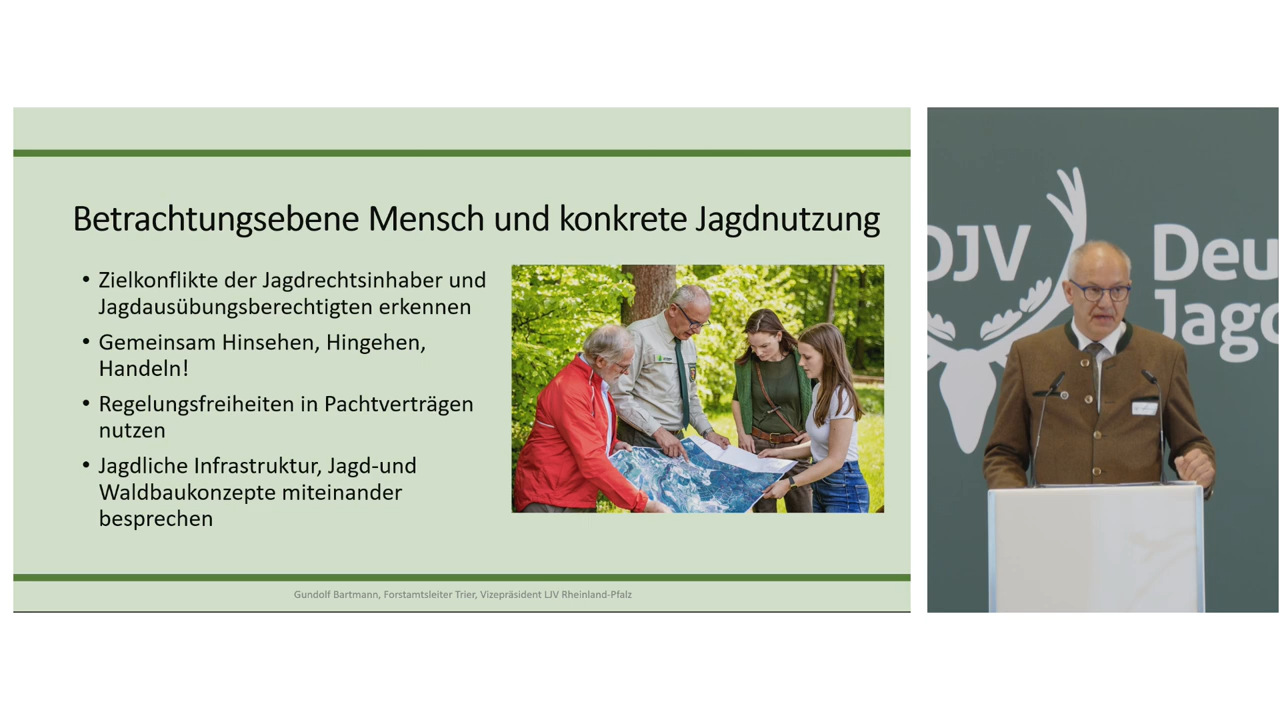 Betrachtungsebene Mensch und konkrete Jagdnutzung
• Zielkonflikte der Jagdrechtsinhaber und
Jagdausübungsberechtigten erkennen
• Gemeinsam Hinsehen, Hingehen,
Handeln!
• Regelungsfreiheiten in Pachtverträgen
nutzen
• Jagdliche Infrastruktur, Jagd-und
Waldbaukonzepte miteinander
besprechen
Gundolf Bartmann, Forstamtsleiter Trier, Vizepräsident LJV Rheinland-Pfalz
DJV
Deu
Jagd